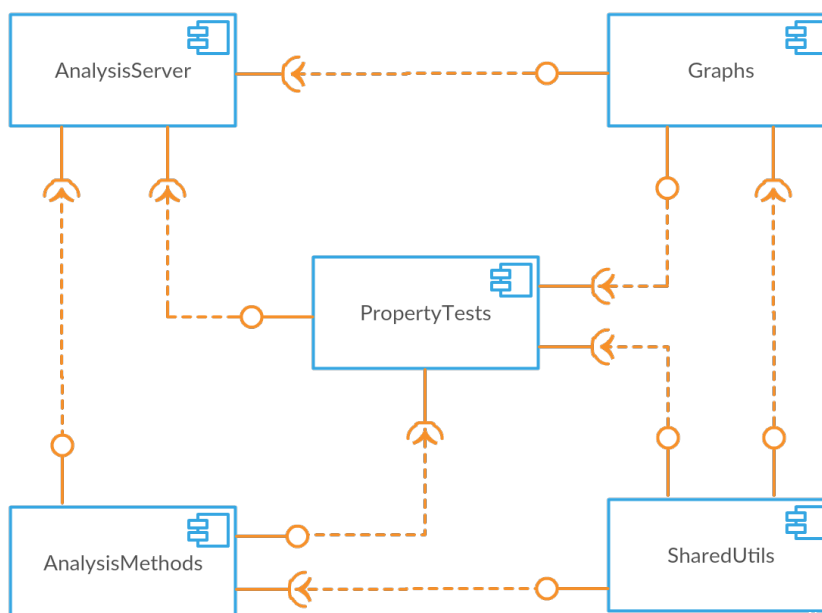 AnalysisServer
Graphs
PropertyTests
AnalysisMethods
SharedUtils